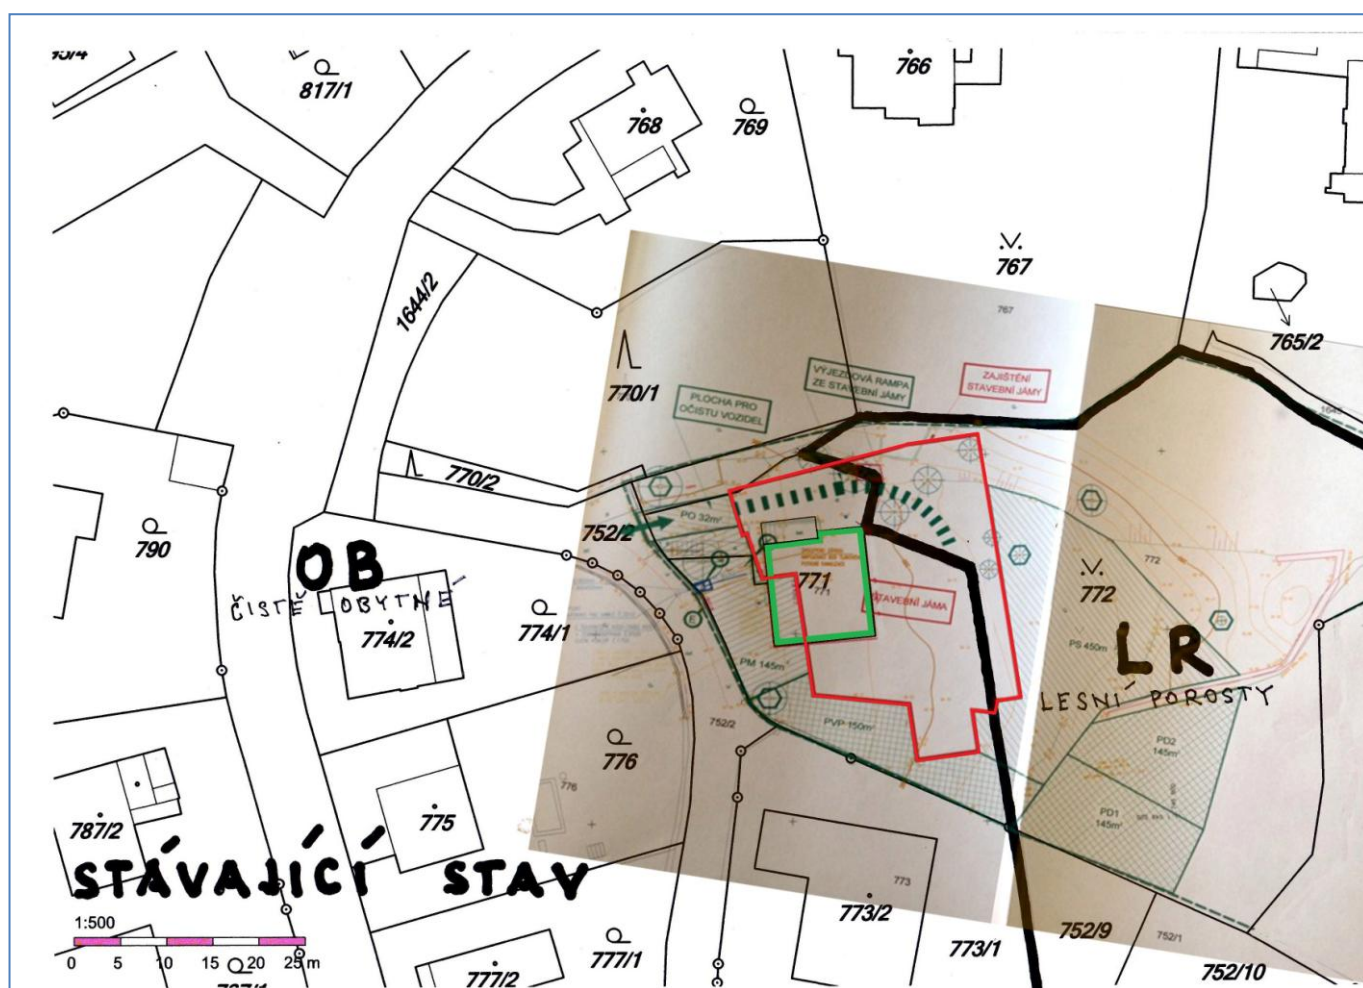 817/1
766
768
769
767
1644/2
765/2
767
770/1
VÝJEZDOVÁ RAMPA
ZE STAVEBNÍ JÁMY
ZAJIŠTĚNÍ
STAVEBNÍ JÁMY
PLOCHA PRO
OČISTU VOZIDEL
770/2
752/2
PO 32m²
790
OB
ČISTĚ OBYTNÉ
774/2
774/1
771
771
STAVEBNÍ JÁMA
772
772
E
PS 450m²
LR
LESNÍ POROSTY
PM 145m²
752/2
PVP 150m²
776
776
PD2
145m²
PD1
145m²
787/2
775
STÁVAJÍCÍ STAV
773
773/2
773/1
752/9
752/1
752/10
1:500
0 5 10 15 20 25 m
777/2
777/1